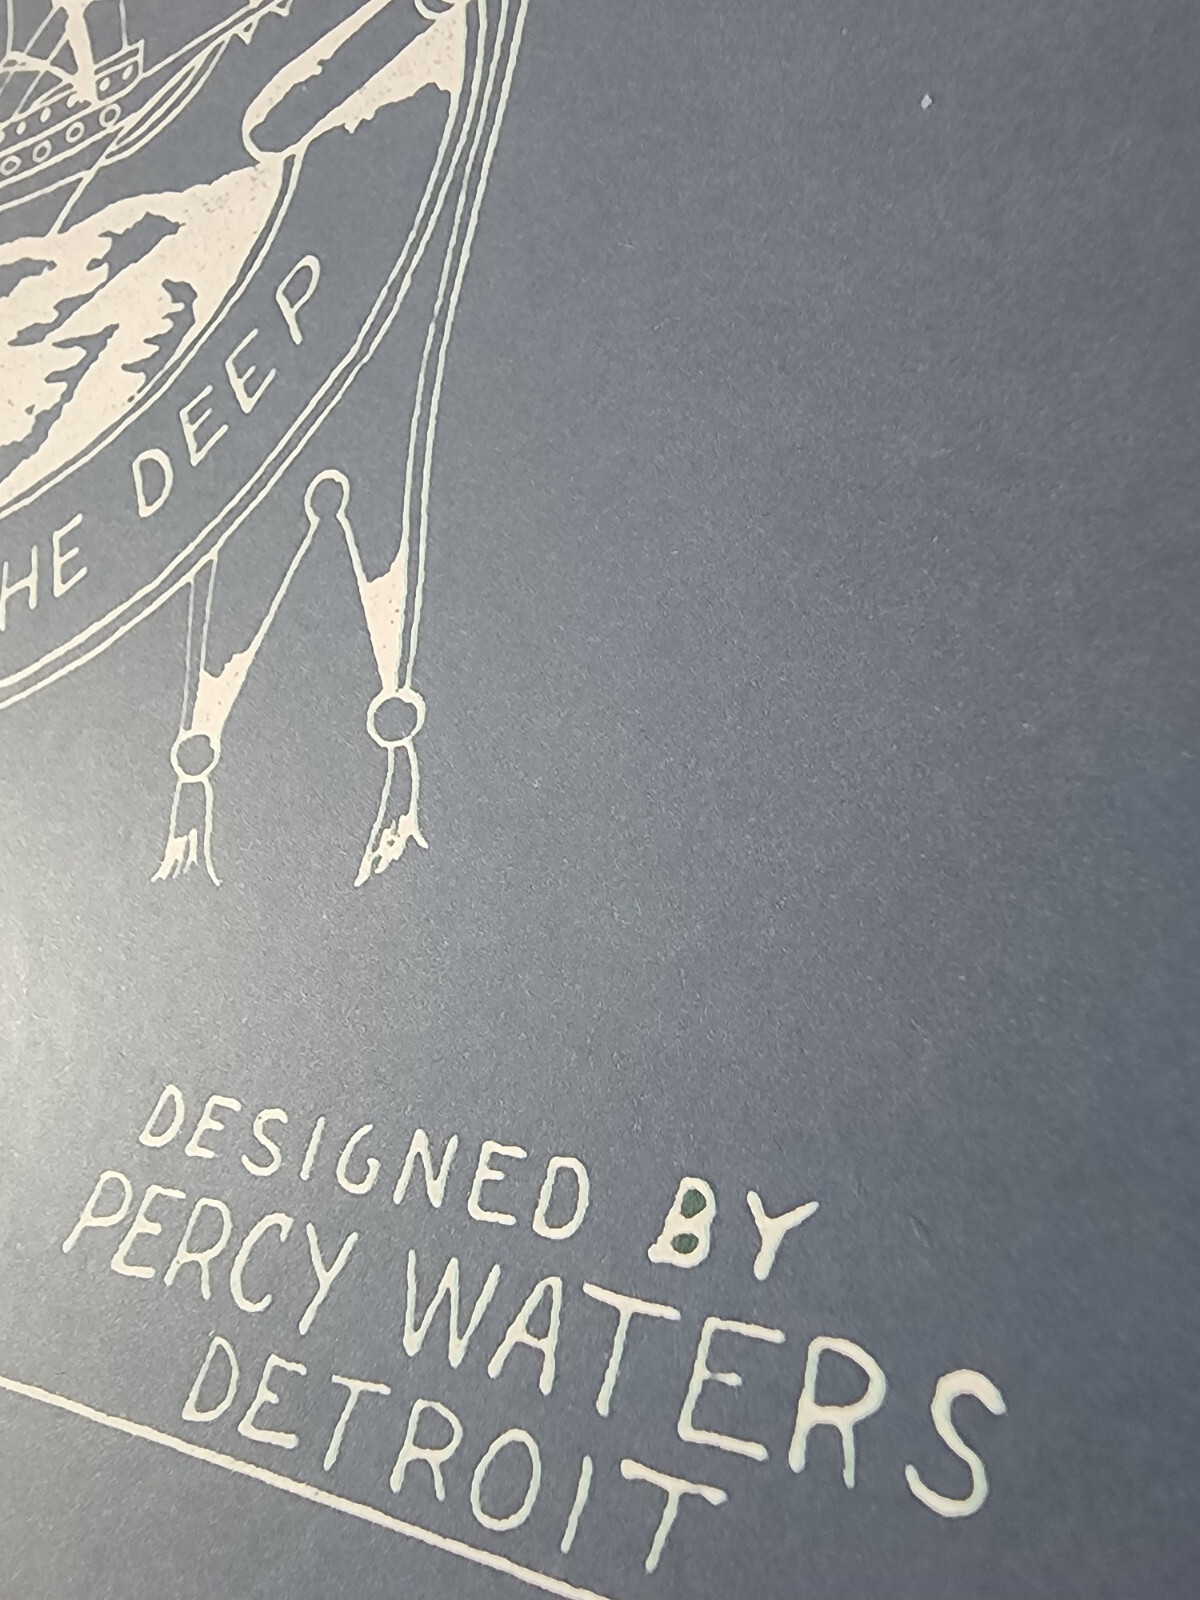 HE DEEP
DESIGNED BY
PERCY WATERS
DETROIT